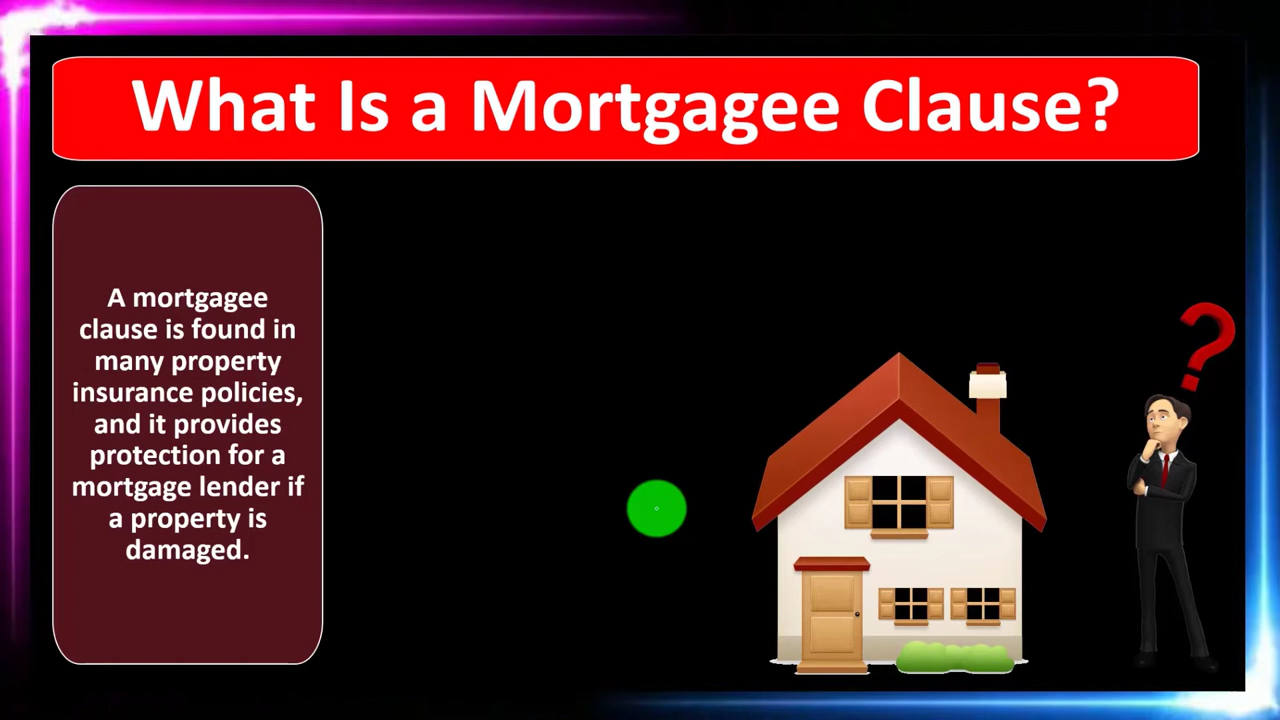 What Is a Mortgagee Clause?
A mortgagee
clause is found in
many property
insurance policies,
and it provides
protection for a
mortgage lender if
a property is
damaged.
?